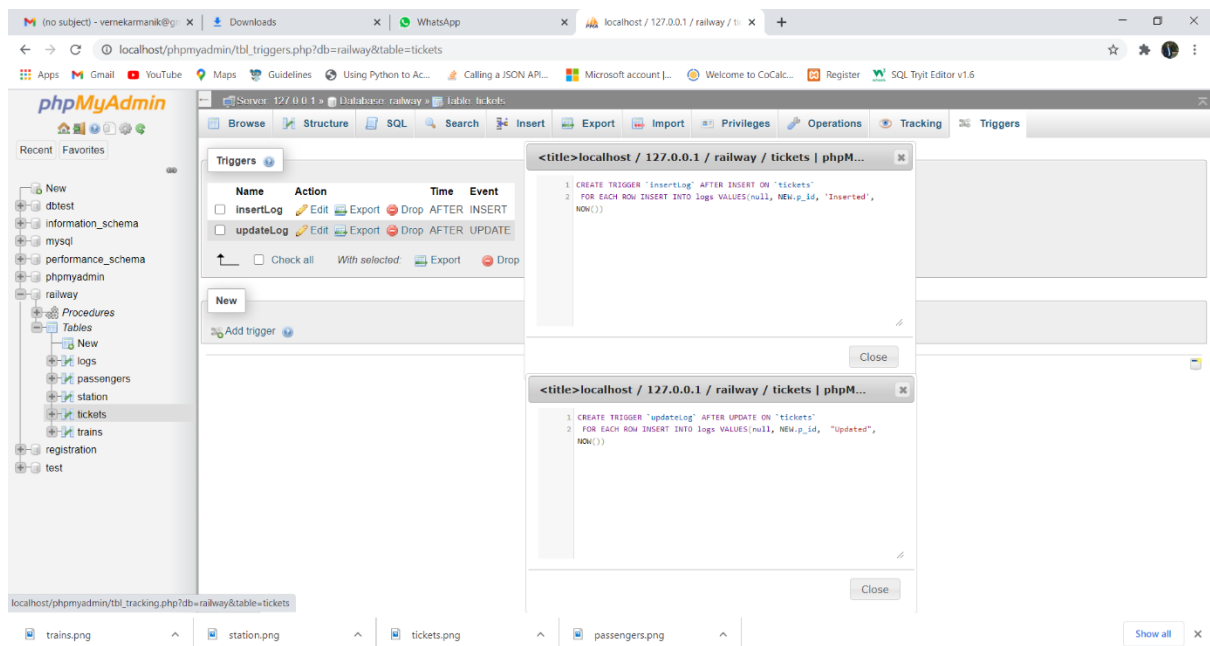 (no subject) - vernekarmanik@g
Downloads
WhatsApp
localhost / 127.0.0.1 / railway / tic
localhost/phpmyadmin/tbl_triggers.php?db=railway&table=tickets
Apps Gmail YouTube Maps Guidelines Using Python to Ac... Calling a JSON API... Microsoft account |... Welcome to CoCalc... Register SQL Tryit Editor v1.6
phpMyAdmin
Recent Favorites
New
dbtest
information_schema
mysql
performance_schema
phpmyadmin
railway
Procedures
Tables
New
logs
passengers
station
tickets
trains
registration
test
Server: 127.0.0.1 » Database: railway » Table: tickets
Browse Structure SQL Search Insert Export Import Privileges Operations Tracking Triggers
Triggers
Name Action Time Event
insertLog Edit Export Drop AFTER INSERT
updateLog Edit Export Drop AFTER UPDATE
Check all With selected: Export Drop
New
Add trigger
<title>localhost / 127.0.0.1 / railway / tickets | phpM...
1 CREATE TRIGGER `insertLog` AFTER INSERT ON `tickets`
2 FOR EACH ROW INSERT INTO logs VALUES(null, NEW.p_id, 'Inserted',
NOW())
Close
<title>localhost / 127.0.0.1 / railway / tickets | phpM...
1 CREATE TRIGGER `updateLog` AFTER UPDATE ON `tickets`
2 FOR EACH ROW INSERT INTO logs VALUES(null, NEW.p_id, "Updated",
NOW())
Close
localhost/phpmyadmin/tbl_tracking.php?db=railway&table=tickets
trains.png
station.png
tickets.png
passengers.png
Show all